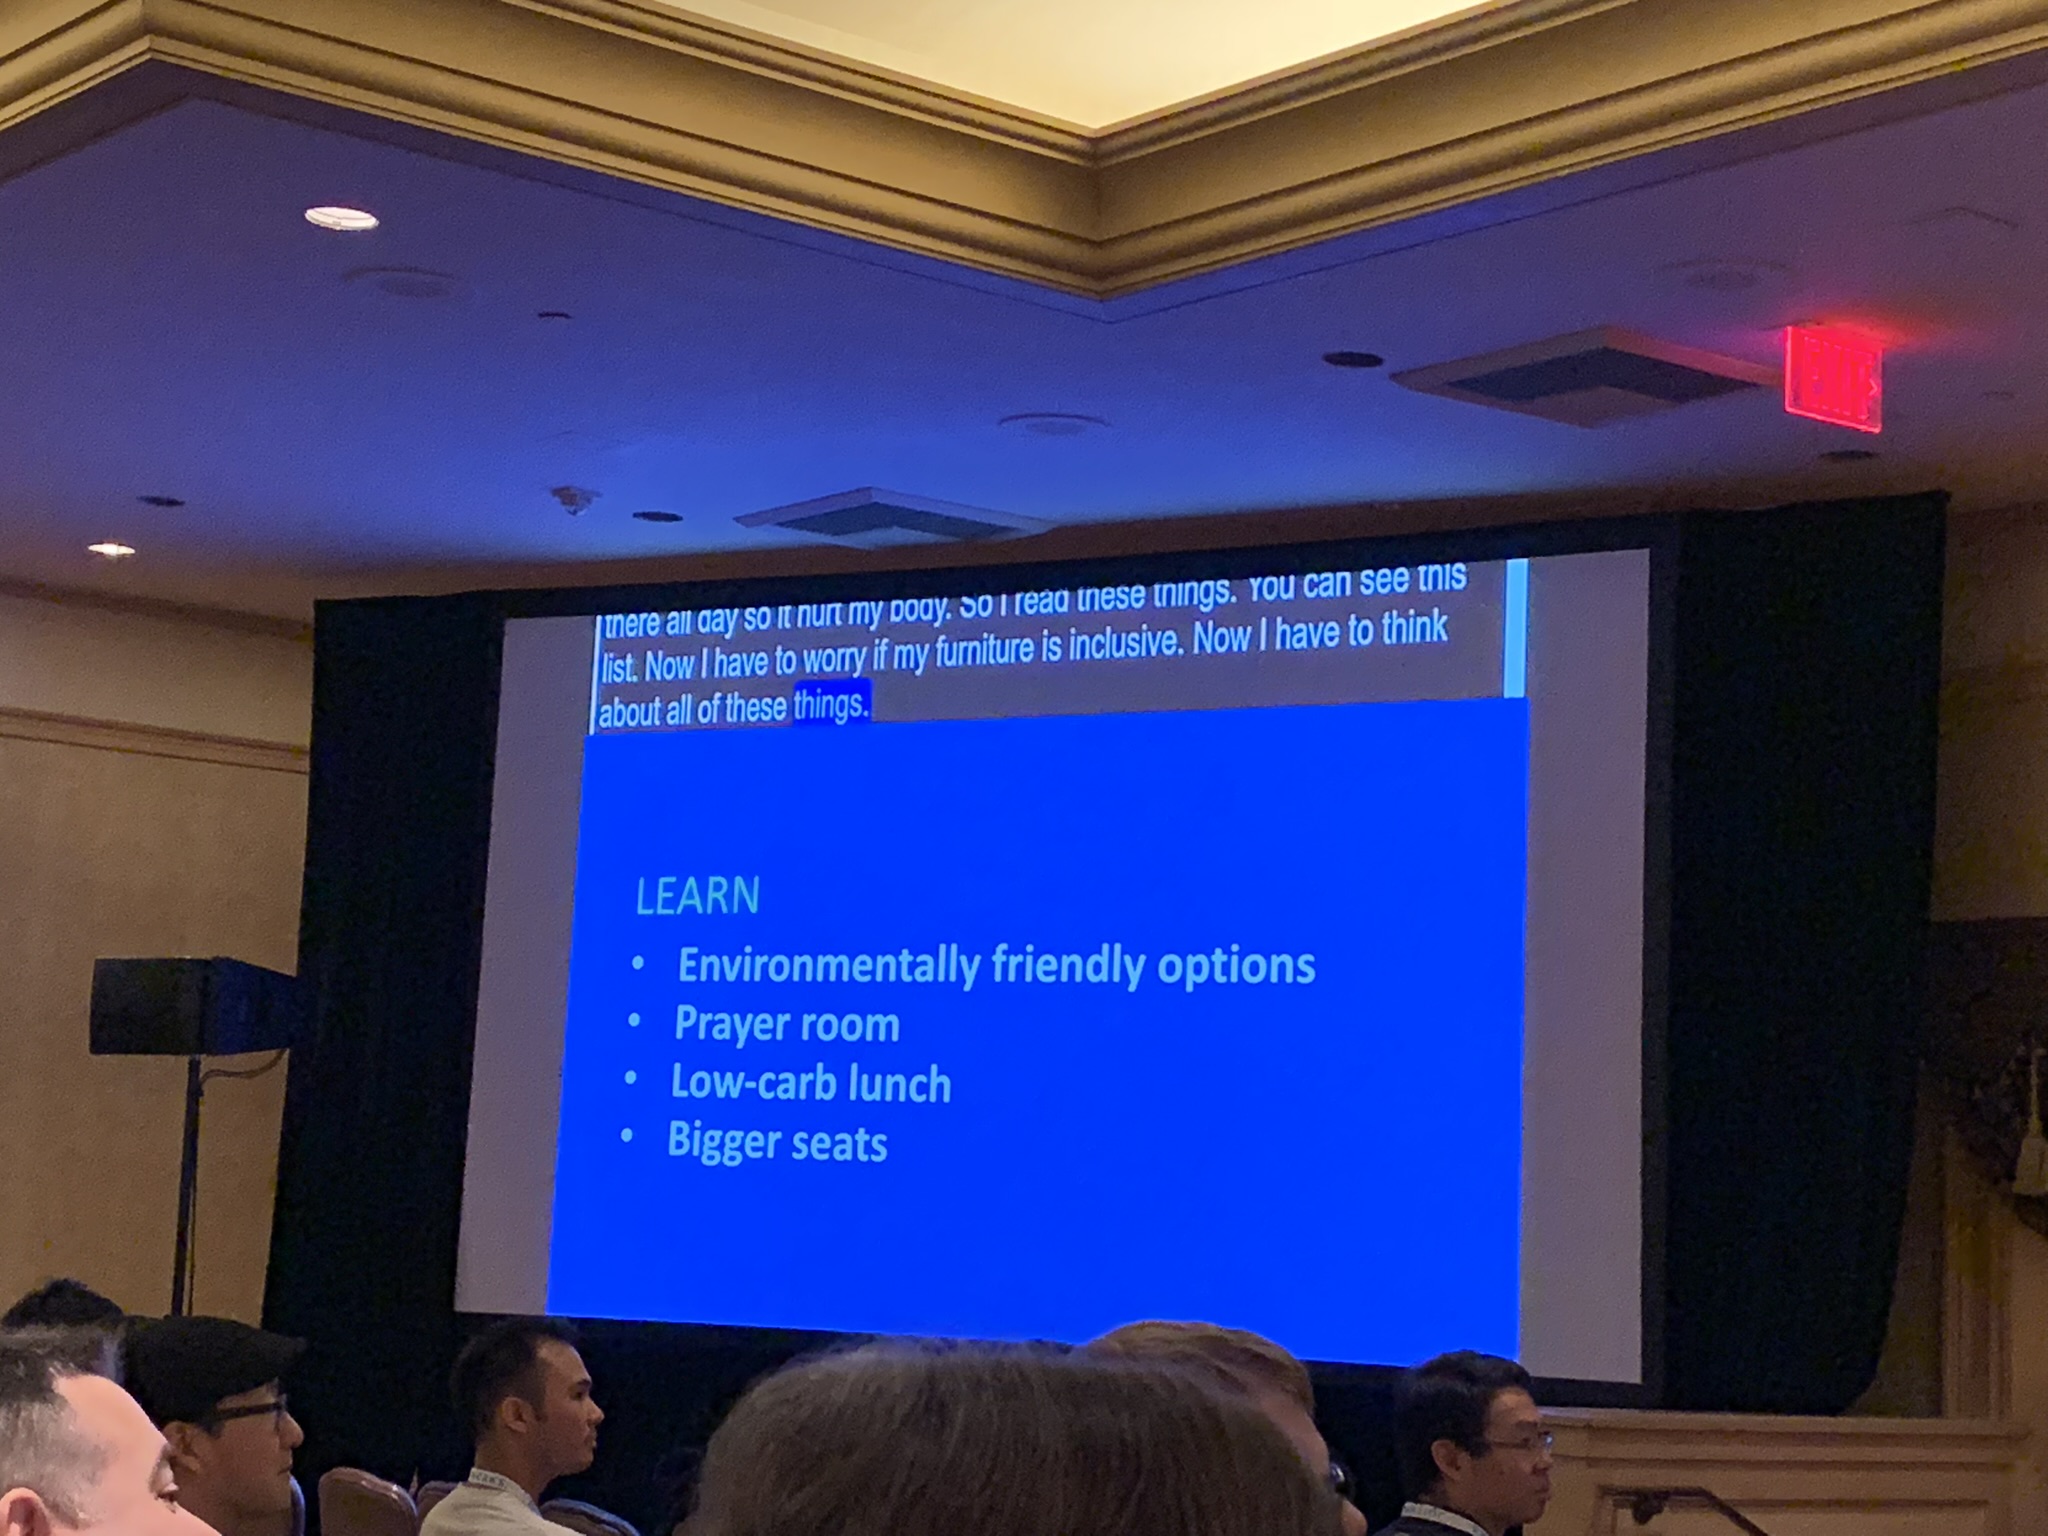 there all day so it hurt my body. So I read these things. You can see this
list. Now I have to worry if my furniture is inclusive. Now I have to think
about all of these things.
LEARN
• Environmentally friendly options
• Prayer room
• Low-carb lunch
• Bigger seats